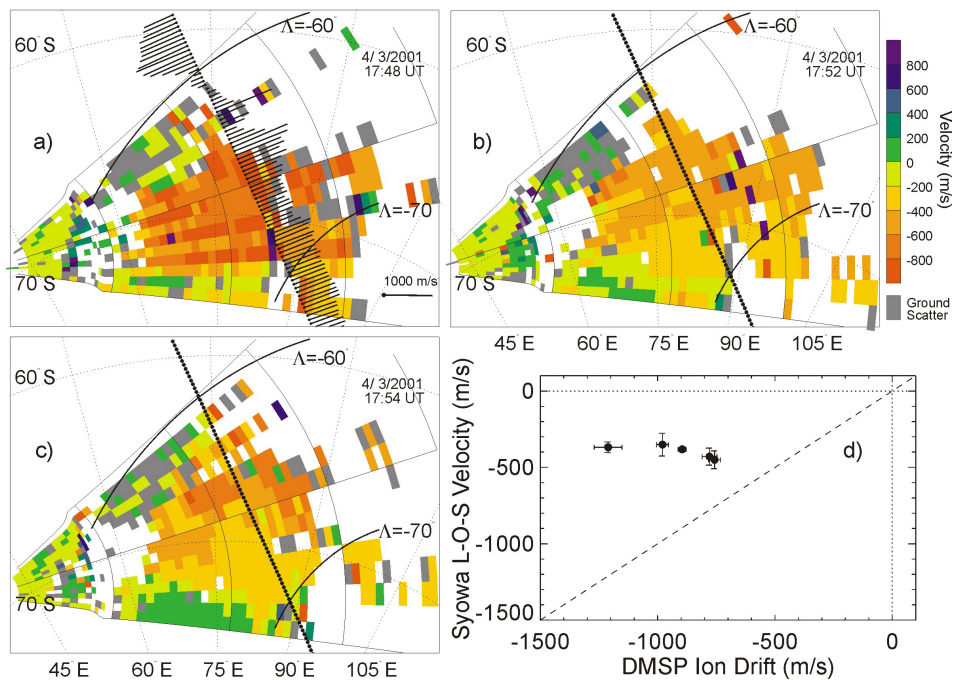 a)
60° S
70° S
Λ=-60°
Λ=-70°
4/ 3/2001
17:48 UT
1000 m/s
b)
60° S
70° S
Λ=-60°
Λ=-70°
4/ 3/2001
17:52 UT
45° E
60° E
75° E
90° E
105° E
800
600
400
200
0
-200
-400
-600
-800
Velocity (m/s)
Ground
Scatter
c)
60° S
70° S
Λ=-60°
Λ=-70°
4/ 3/2001
17:54 UT
45° E
60° E
75° E
90° E
105° E
d)
Syowa L-O-S Velocity (m/s)
0
-500
-1000
-1500
-1500
-1000
-500
0
DMSP Ion Drift (m/s)